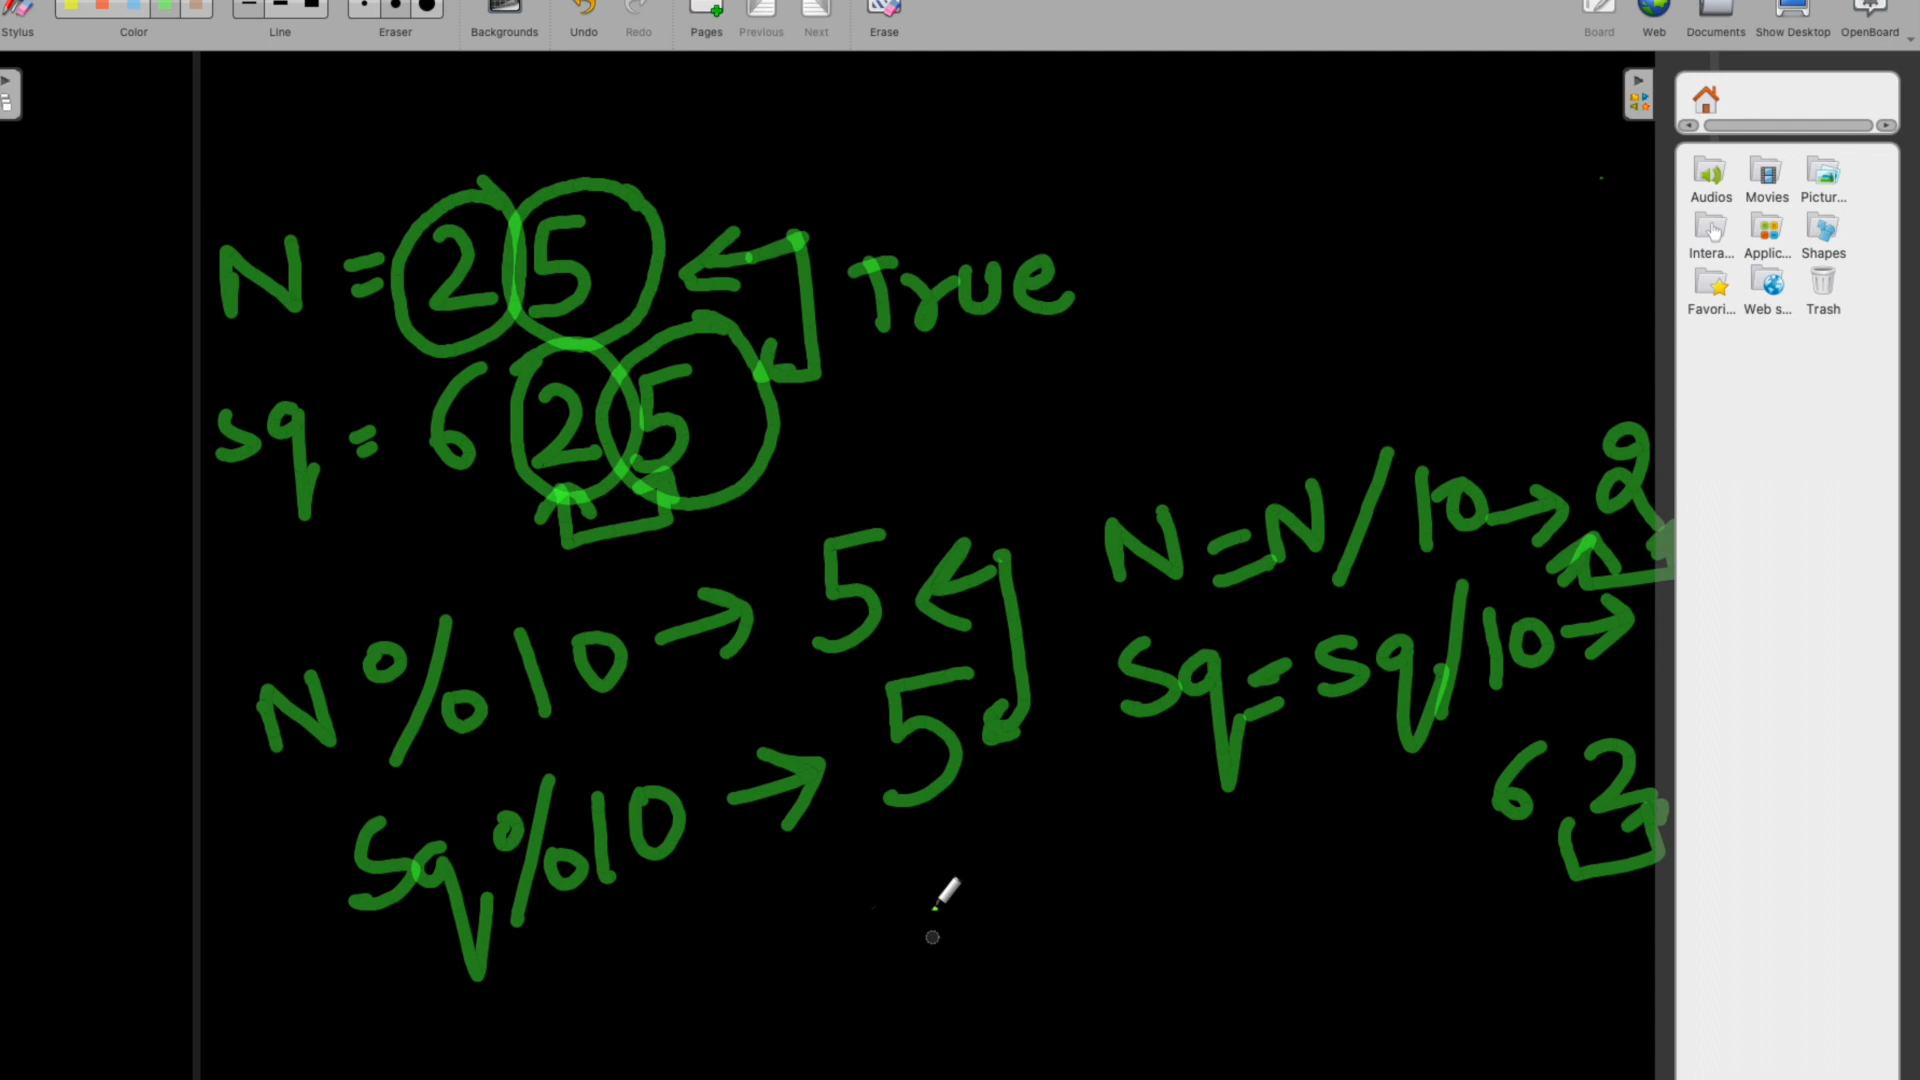 Stylus Color Line Eraser Backgrounds Undo Redo Pages Previous Next Erase Board Web Documents Show Desktop OpenBoard
Audios Movies Pictur...
Intera... Applic... Shapes
Favori... Web s... Trash
N = 25 True
sq = 625
N % 10 → 5
Sq % 10 → 5
N = N / 10 → 2
Sq = Sq / 10 →
62